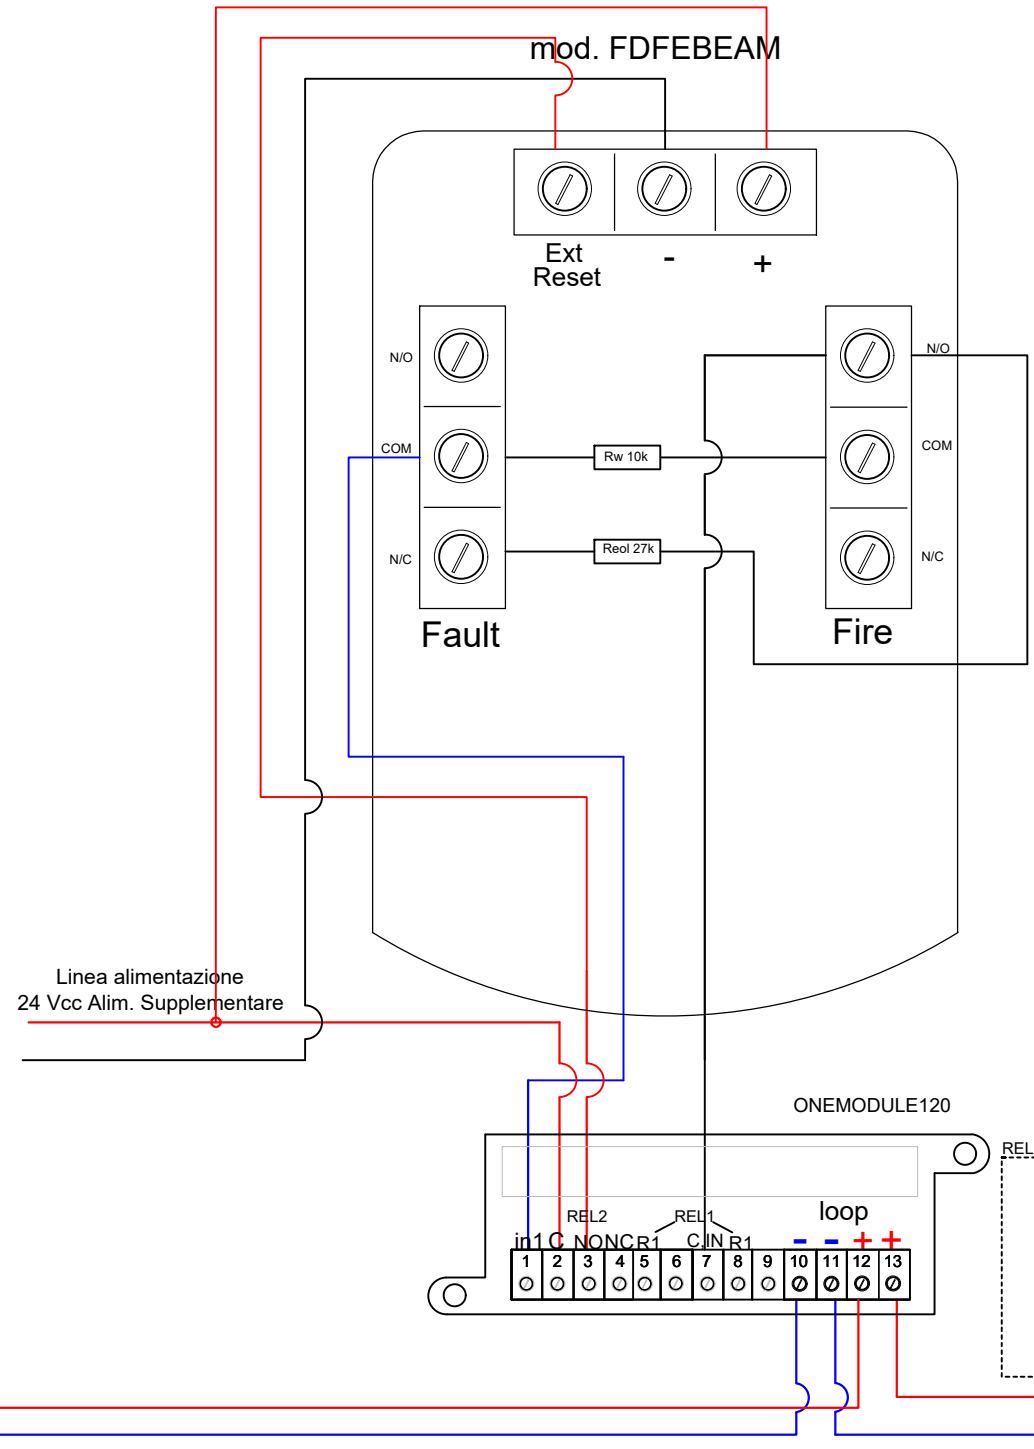 mod. FDFEBEAM
Ext
Reset
-
+
N/O
N/O
COM
COM
Rw 10k
Reol 27k
N/C
N/C
Fault
Fire
Linea alimentazione
24 Vcc Alim. Supplementare
ONEMODULE120
REL
loop
REL2
REL1
in1 C NO NC R1 C.IN R1 - - + +
1 2 3 4 5 6 7 8 9 10 11 12 13